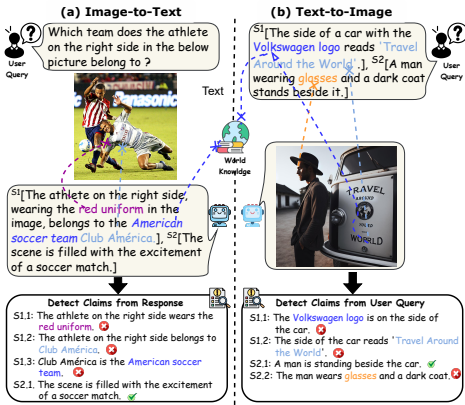 (a) Image-to-Text
User
Query
Which team does the athlete
on the right side in the below
picture belong to ?
Panasonic
Text
World
Knowldge
S1[The athlete on the right side,
wearing the red uniform in the
image, belongs to the American
soccer team Club América.], S2[The
scene is filled with the excitement
of a soccer match.]
Detect Claims from Response
S1,1: The athlete on the right side wears the
red uniform.
S1,2: The athlete on the right side belongs to
Club América.
S1,3: Club América is the American soccer
team.
S2,1. The scene is filled with the excitement
of a soccer match.
(b) Text-to-Image
S1[The side of a car with the
Volkswagen logo reads 'Travel
Around the World'.], S2[A man
wearing glasses and a dark coat
stands beside it.]
User
Query
TRAVEL
WORRLD
Detect Claims from User Query
S1,1: The Volkswagen logo is on the side of
the car.
S1,2: The side of the car reads 'Travel Around
the World'.
S2,1: A man is standing beside the car.
S2,2: The man wears glasses and a dark coat.